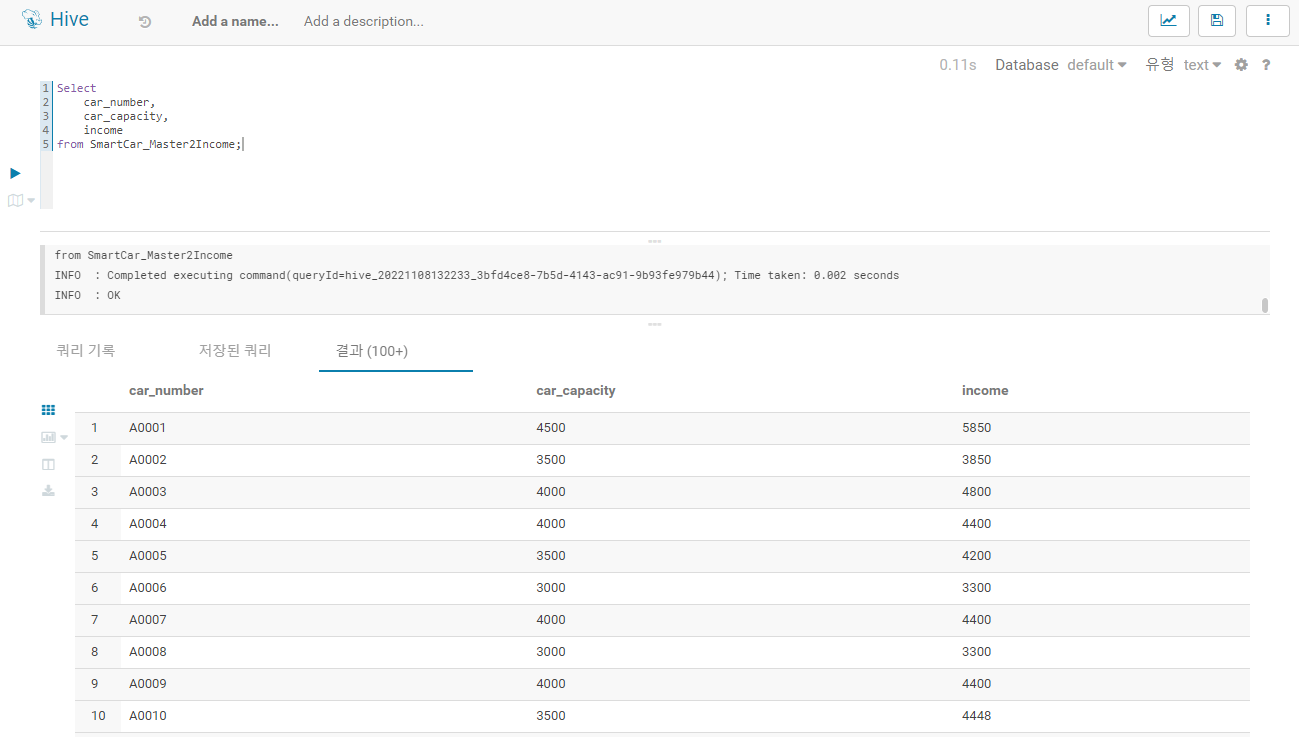 Hive Add a name... Add a description...
0.11s Database default 유형 text ?
1 Select
2 car_number,
3 car_capacity,
4 income
5 from SmartCar_Master2Income;
from SmartCar_Master2Income
INFO : Completed executing command(queryId=hive_20221108132233_3bfd4ce8-7b5d-4143-ac91-9b93fe979b44); Time taken: 0.002 seconds
INFO : OK
쿼리 기록 저장된 쿼리 결과 (100+)
car_number car_capacity income
1 A0001 4500 5850
2 A0002 3500 3850
3 A0003 4000 4800
4 A0004 4000 4400
5 A0005 3500 4200
6 A0006 3000 3300
7 A0007 4000 4400
8 A0008 3000 3300
9 A0009 4000 4400
10 A0010 3500 4448